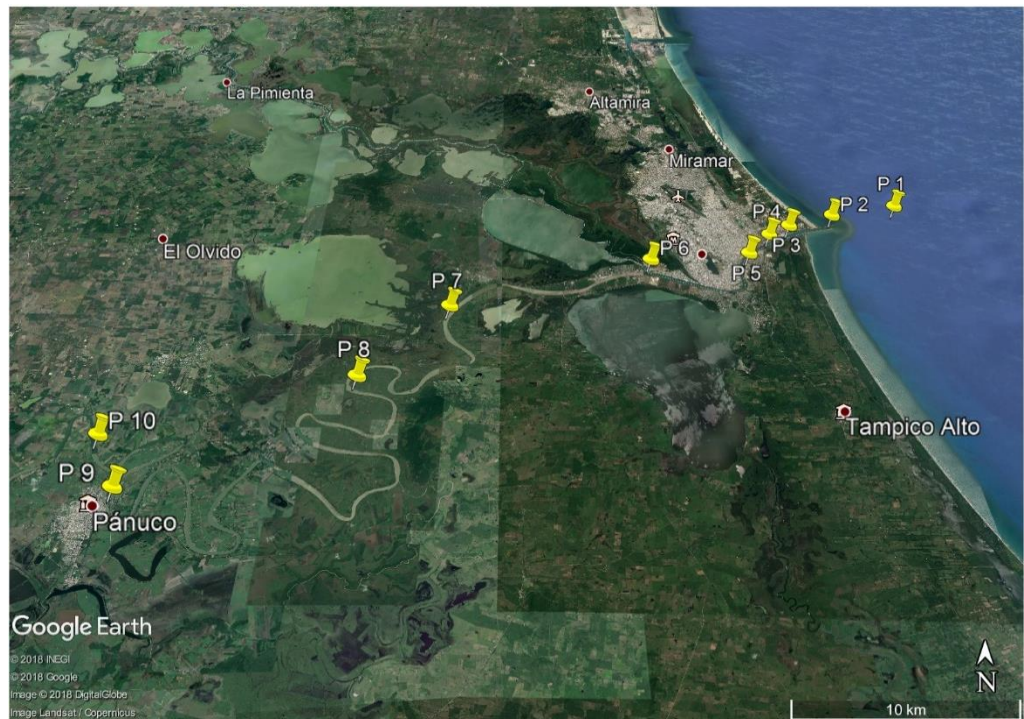 La Pimienta
Altamira
Miramar
P 1
P 2
P 4
P 3
El Olvido
P 6
P 5
P 7
P 8
Tampico Alto
P 10
P 9
Pánuco
Google Earth
© 2018 INEGI
© 2018 Google
Image © 2018 DigitalGlobe
Image Landsat / Copernicus
N
10 km